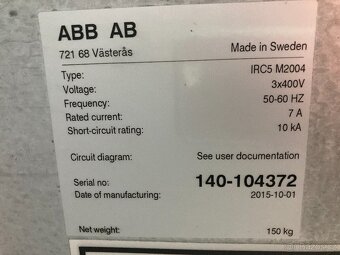 ABB AB
721 68 Västerås
Made in Sweden
Type: IRC5 M2004
Voltage: 3x400V
Frequency: 50-60 HZ
Rated current: 7 A
Short-circuit rating: 10 kA
Circuit diagram: See user documentation
Serial no: 140-104372
Date of manufacturing: 2015-10-01
Net weight: 150 kg